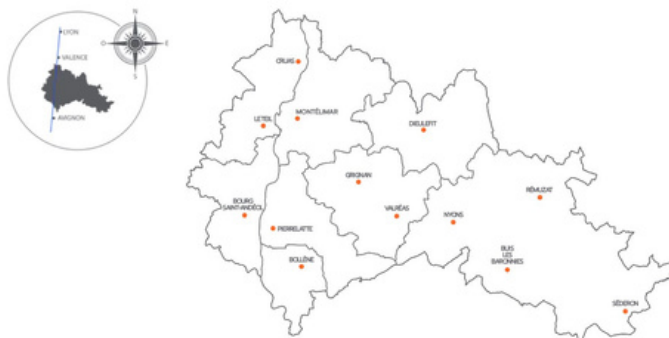 LYON
VALENCE
AVIGNON
N
O
E
S
CRUAS
LE TEIL
MONTÉLIMAR
DIEULEFIT
GRIGNAN
RÉMUZAT
BOURG
SAINT-ANDÉOL
VALRÉAS
NYONS
PIERRELATTE
BOLLÈNE
BUIS
LES
BARONNIES
SÉDERON